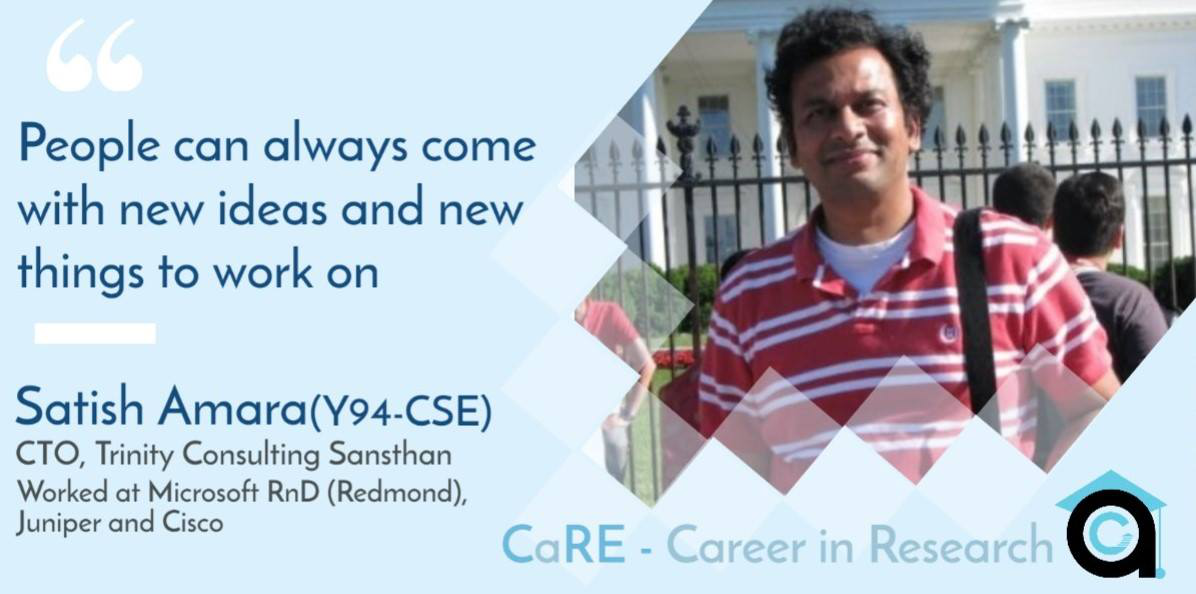 People can always come
with new ideas and new
things to work on
Satish Amara(Y94-CSE)
CTO, Trinity Consulting Sansthan
Worked at Microsoft RnD (Redmond),
Juniper and Cisco
CaRE - Career in Research